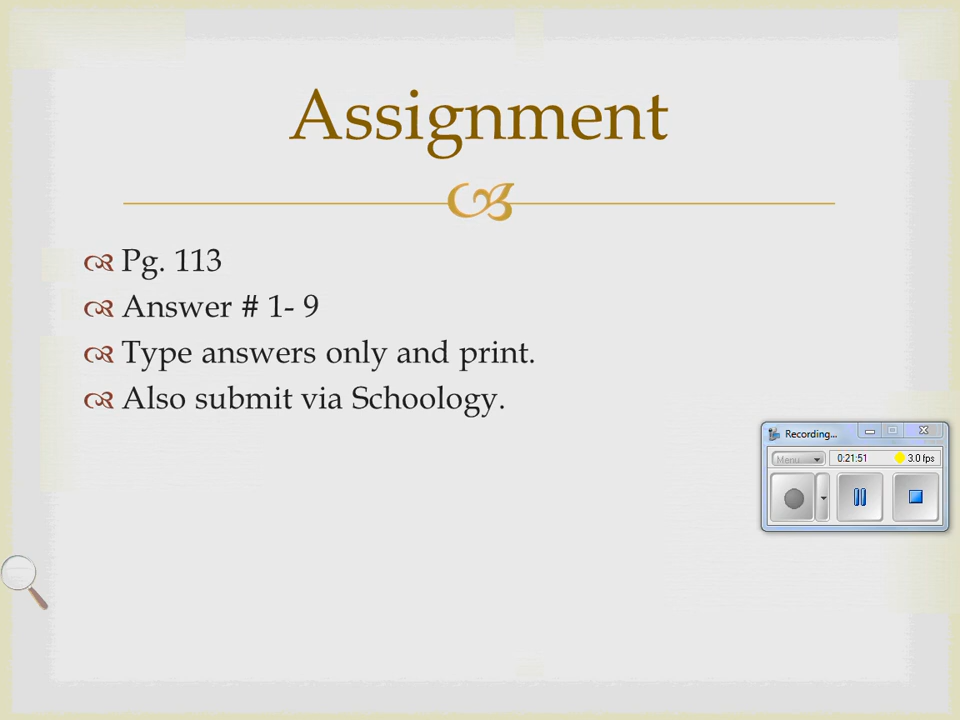 Assignment
Pg. 113
Answer # 1- 9
Type answers only and print.
Also submit via Schoology.
Recording...
Menu
0:21:51
3.0 fps